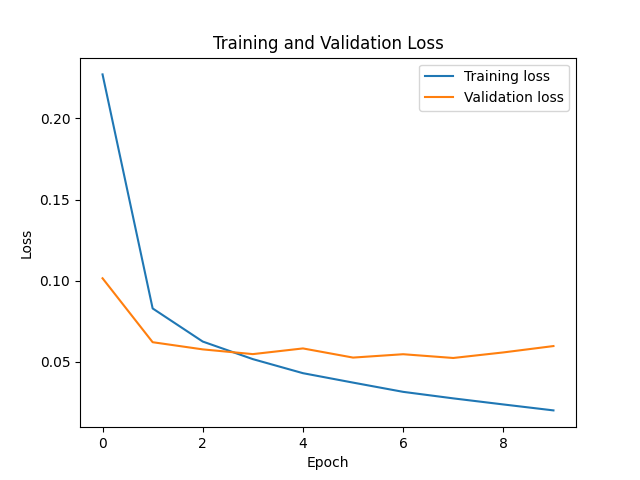 Training and Validation Loss
Training loss
Validation loss
0.20
0.15
0.10
0.05
Loss
0 2 4 6 8
Epoch